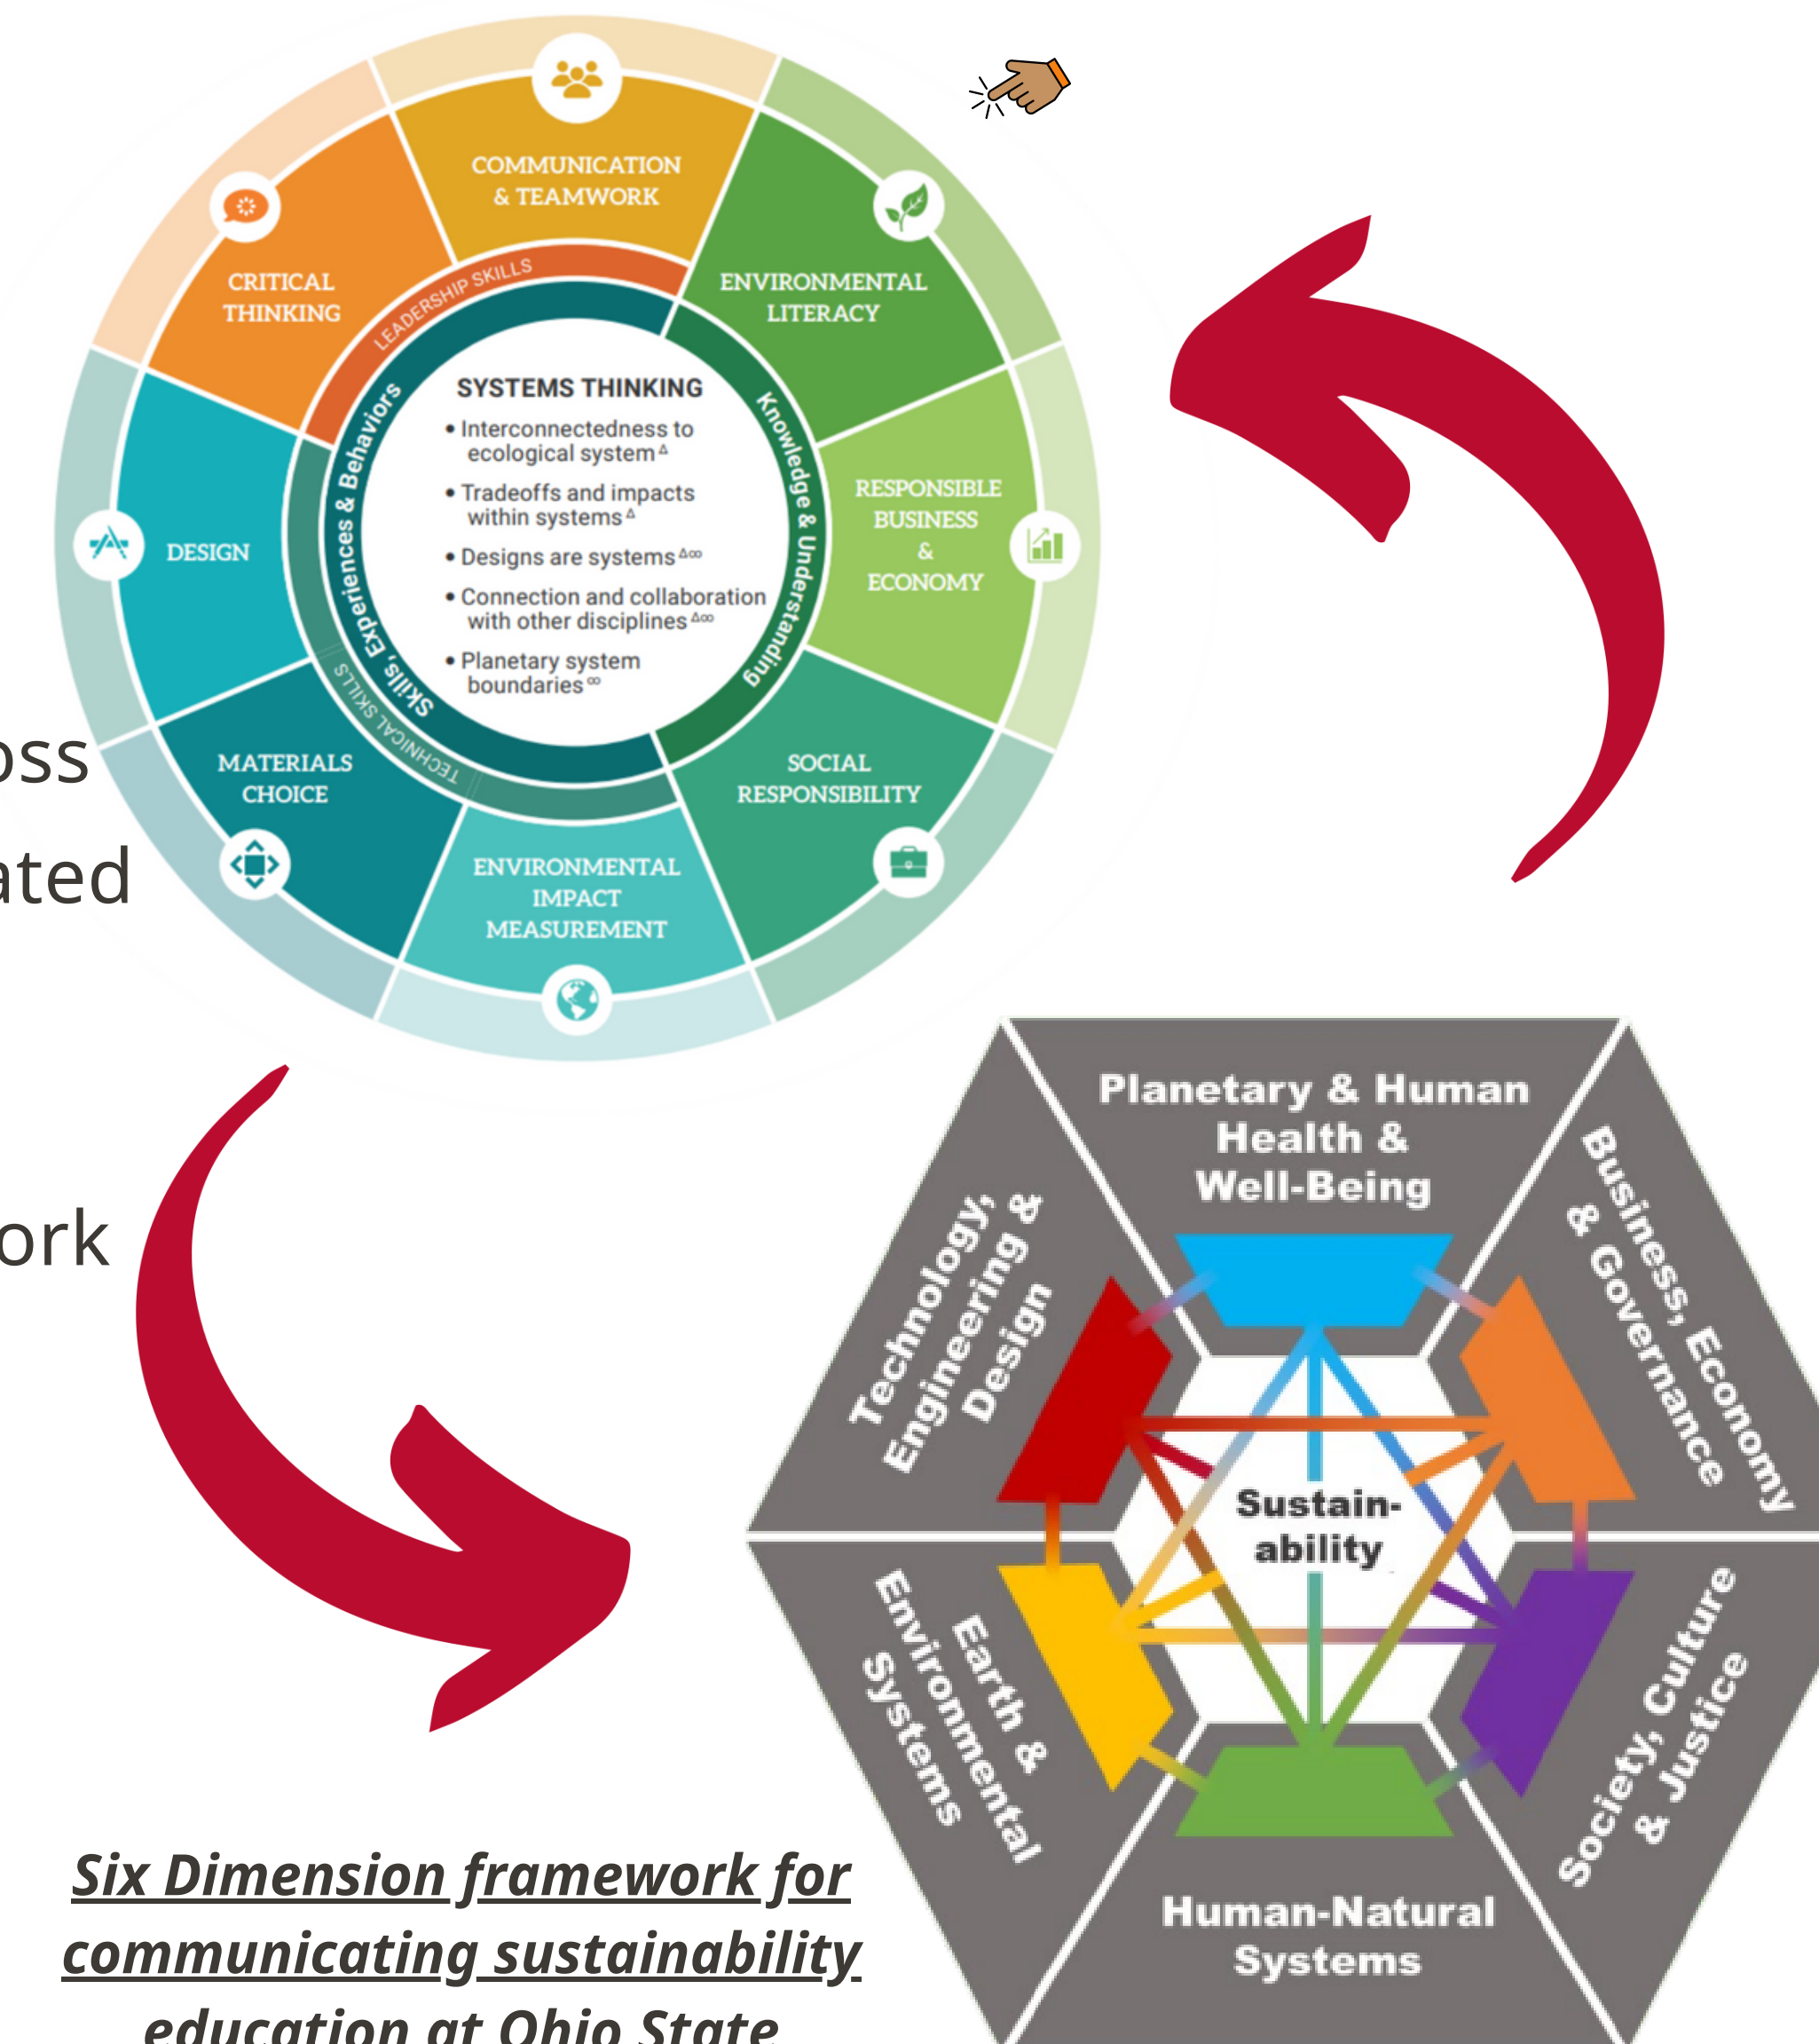 COMMUNICATION
& TEAMWORK
CRITICAL
THINKING
ENVIRONMENTAL
LITERACY
LEADERSHIP SKILLS
SYSTEMS THINKING
• Interconnectedness to
ecological system Δ
• Tradeoffs and impacts
within systems Δ
• Designs are systems Δ∞
• Connection and collaboration
with other disciplines Δ∞
• Planetary system
boundaries ∞
Skills, Experiences & Behaviors
Knowledge & Understanding
RESPONSIBLE
BUSINESS
&
ECONOMY
DESIGN
TECHNICAL SKILLS
MATERIALS
CHOICE
SOCIAL
RESPONSIBILITY
ENVIRONMENTAL
IMPACT
MEASUREMENT
oss
ated
ork
Planetary & Human
Health &
Well-Being
Technology,
Engineering &
Design
Business, Economy
& Governance
Sustain-
ability
Earth &
Environmental
Systems
Society, Culture
& Justice
Human-Natural
Systems
Six Dimension framework for
communicating sustainability
education at Ohio State